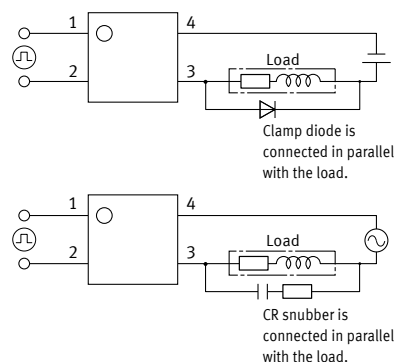 1 4
Load
2 3
Clamp diode is
connected in parallel
with the load.
1 4
Load
2 3
CR snubber is
connected in parallel
with the load.